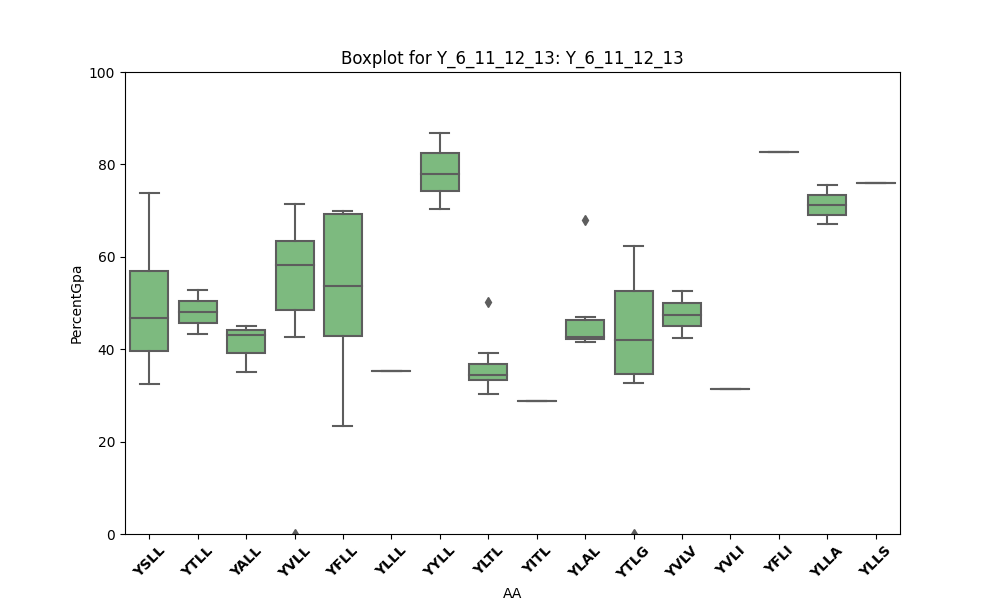 Boxplot for Y_6_11_12_13: Y_6_11_12_13
100
80
60
40
20
0
PercentGpa
YSLL YTLL YALL YVLL YFLL YLLL YYLL YLTL YITL YLAL YTLG YVLV YVLI YFLI YLLA YLLS
AA